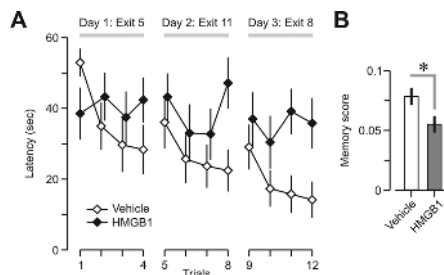 A
Day 1: Exit 5 Day 2: Exit 11 Day 3: Exit 8
60
40
20
0
Latency (sec)
Vehicle
HMGB1
1 4 5 8 9 12
Trials
B
*
0.1
0.05
0
Memory score
Vehicle
HMGB1